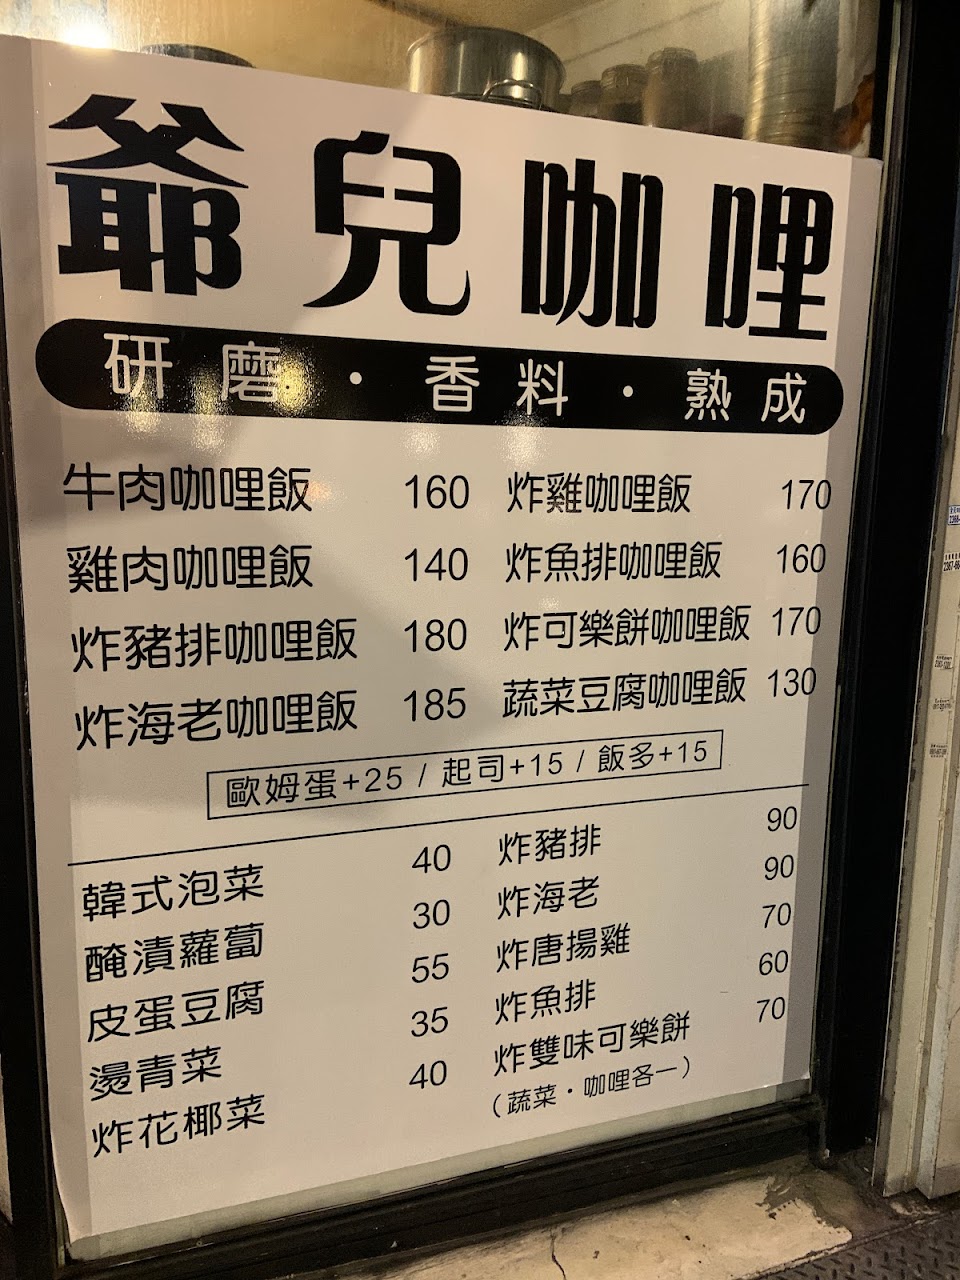 爺兒咖哩
研磨・香料・熟成
牛肉咖哩飯 160
雞肉咖哩飯 140
炸豬排咖哩飯 180
炸海老咖哩飯 185
炸雞咖哩飯 170
炸魚排咖哩飯 160
炸可樂餅咖哩飯 170
蔬菜豆腐咖哩飯 130
歐姆蛋+25 / 起司+15 / 飯多+15
韓式泡菜 40
醃漬蘿蔔 30
皮蛋豆腐 55
燙青菜 35
炸花椰菜 40
炸豬排 90
炸海老 90
炸唐揚雞 70
炸魚排 60
炸雙味可樂餅 70
（蔬菜・咖哩各一）